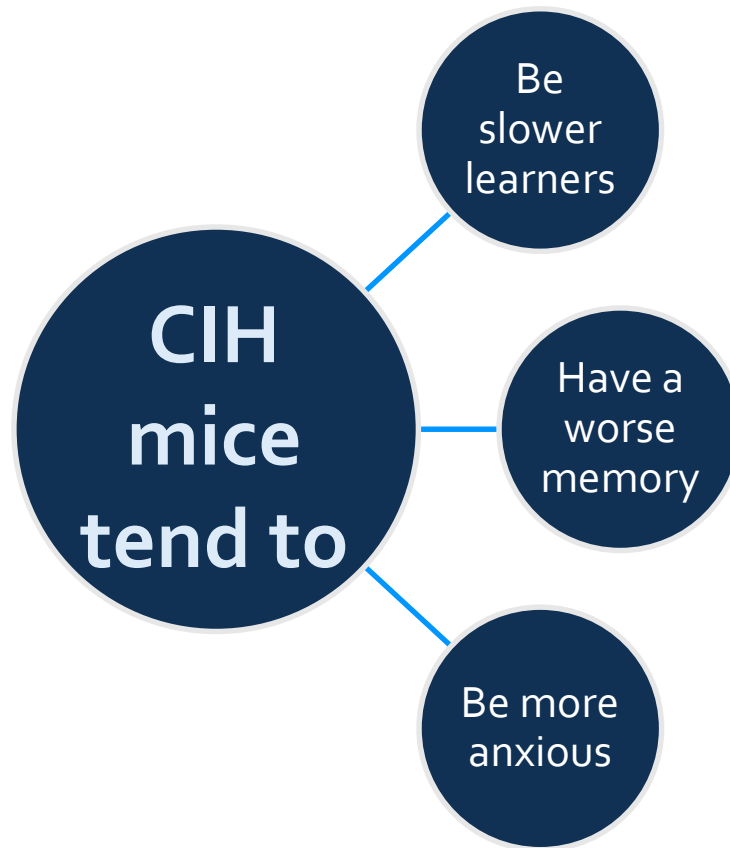 CIH
mice
tend to
Be
slower
learners
Have a
worse
memory
Be more
anxious